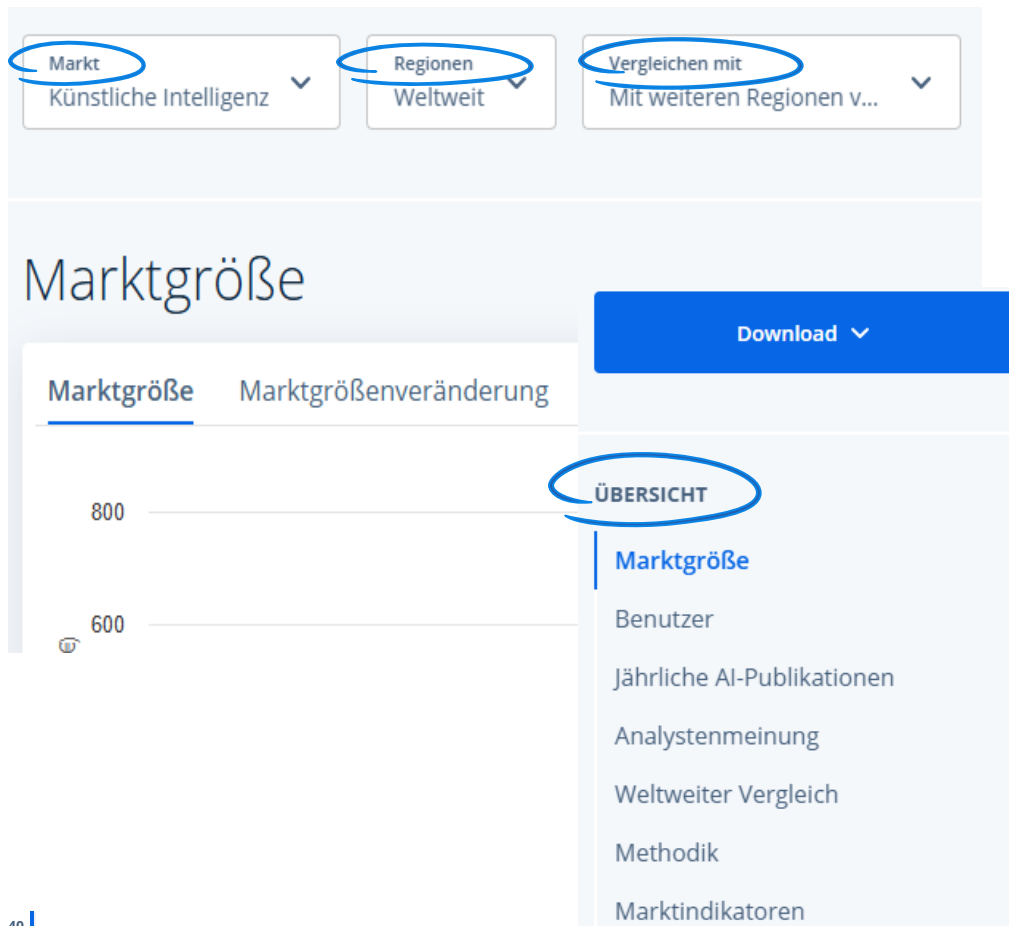 Markt
Künstliche Intelligenz
Regionen
Weltweit
Vergleichen mit
Mit weiteren Regionen v...
Marktgröße
Marktgröße
Marktgrößenveränderung
800
600
Download
ÜBERSICHT
Marktgröße
Benutzer
Jährliche AI-Publikationen
Analystenmeinung
Weltweiter Vergleich
Methodik
Marktindikatoren